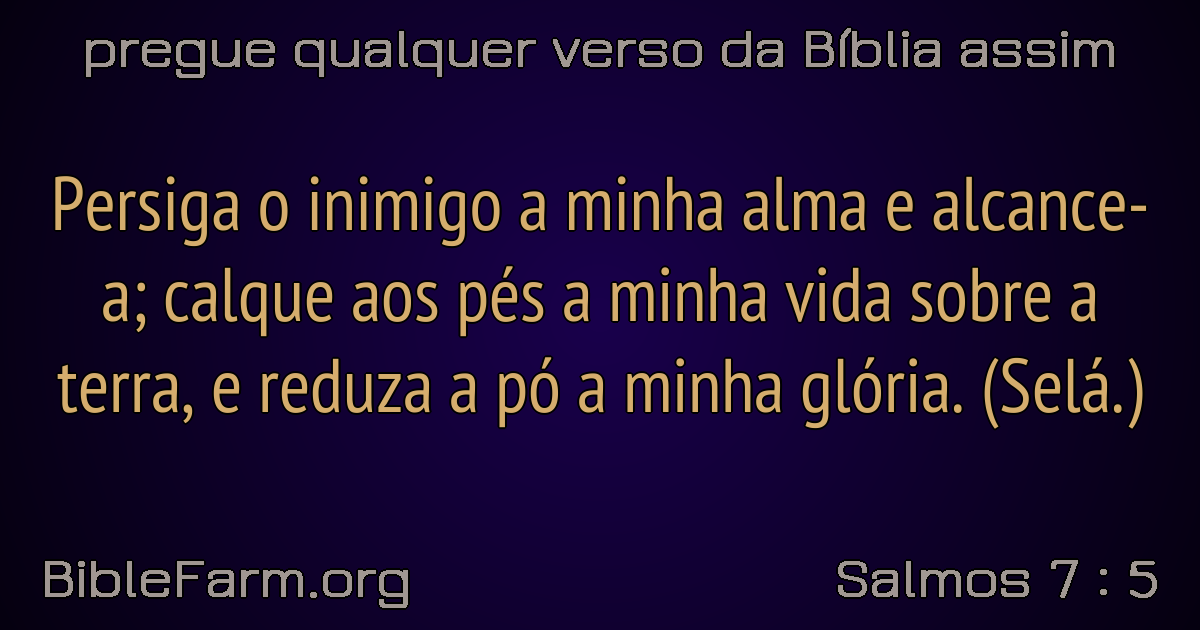 pregue qualquer verso da Bíblia assim
Persiga o inimigo a minha alma e alcance-
a; calque aos pés a minha vida sobre a
terra, e reduza a pó a minha glória. (Selá.)
BibleFarm.org
Salmos 7 : 5